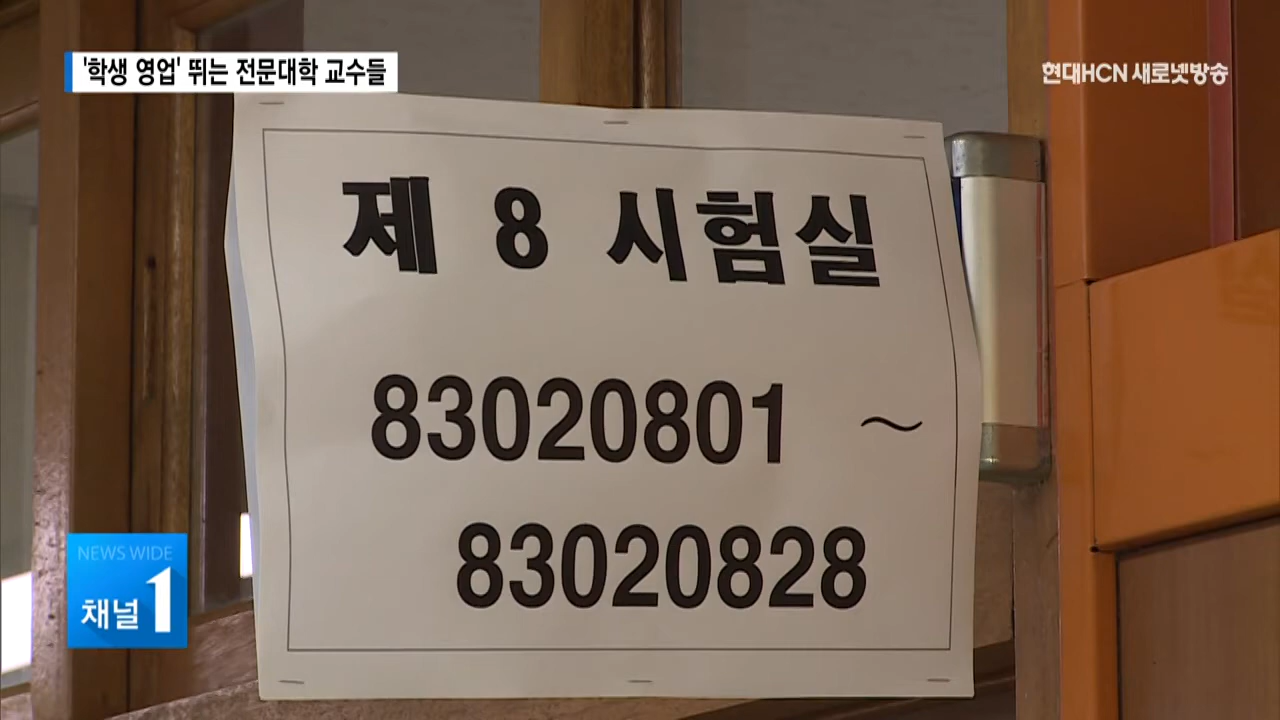 '학생 영업' 뛰는 전문대학 교수들
현대HCN 새로넷방송
제 8 시험실
83020801 ~
83020828
NEWS WIDE
채널 1